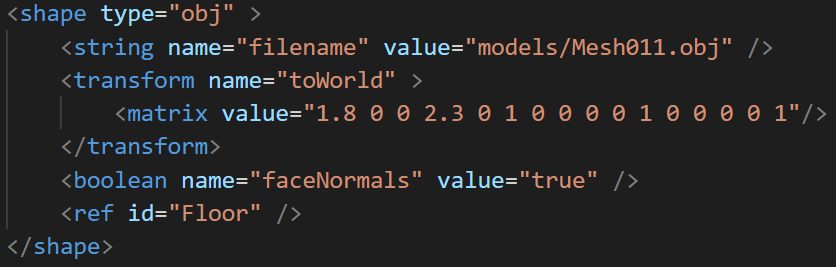 <shape type="obj" >
<string name="filename" value="models/Mesh011.obj" />
<transform name="toWorld" >
<matrix value="1.8 0 0 2.3 0 1 0 0 0 0 1 0 0 0 0 1"/>
</transform>
<boolean name="faceNormals" value="true" />
<ref id="Floor" />
</shape>